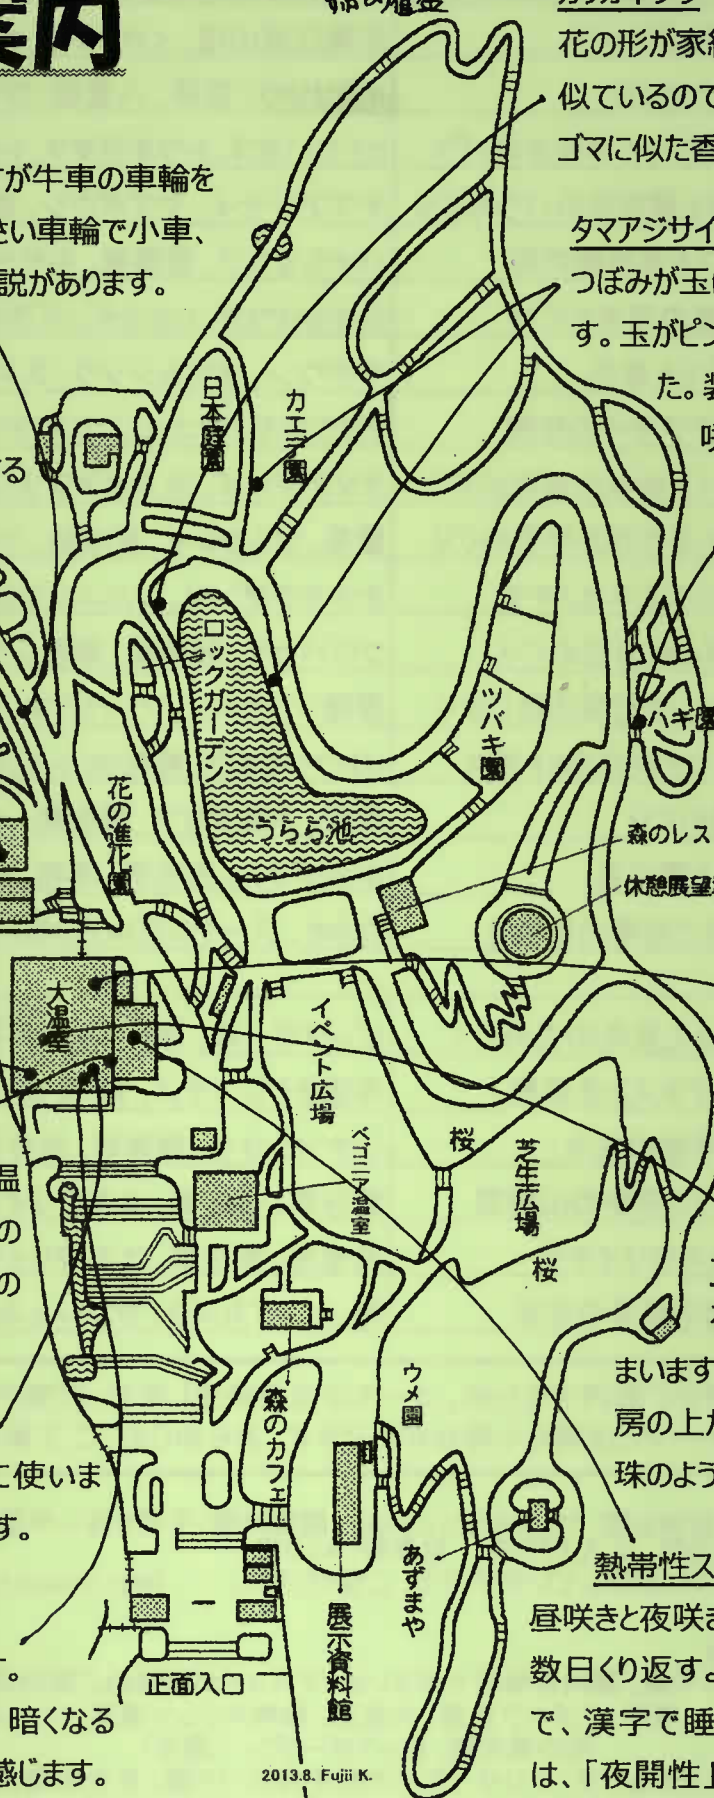 案内
花の形が家紋
似ているので
ゴマに似た香
すが牛車の車輪を
さい車輪で小車、
説があります。
タマアジサイ
つぼみが玉
す。玉がピン
た。
る
日本庭園
カエデ園
ロックガーデン
ツバキ園
ハギ園
花の進化園
うらら池
森のレス
休憩展望
大温室
イベント広場
桜
ベゴニア温室
芝生広場
桜
温
の
の
まいます
房の上
珠のよう
ウメ園
森のカフェ
に使いま
す。
あずまや
熱帯性ス
昼咲きと夜咲き
数日くり返す
で、漢字で睡
は、「夜開性」
展示資料館
正面入口
す。
暗くなる
感じます。
2013.8. Fujii K.